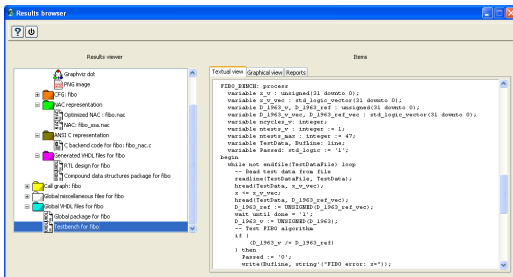 Results browser
Results viewer
Items
Graphviz dot
PNG image
CFG: fibo
NAC representation
Optimized NAC : fibo.nac
NAC: fibo_ssa.nac
ANSI C representation
C backend code for fibo: fibo_nac.c
Generated VHDL files for fibo
RTL design for fibo
Compound data structures package for fibo
Call graph: fibo
Global miscellaneous files for fibo
Global VHDL files for fibo
Global package for fibo
Testbench for fibo
Textual view Graphical view Reports
FIBO_BENCH: process
variable x_v : unsigned(31 downto 0);
variable x_v_vec : std_logic_vector(31 downto 0);
variable D_1963_v, D_1963_ref : unsigned(31 downto 0);
variable D_1963_v_vec, D_1963_ref_vec : std_logic_vector(31 downto 0);
variable ncycles_v: integer;
variable ntests_v : integer := 1;
variable ntests_max : integer := 47;
variable TestData, BufLine: line;
variable Passed: std_logic := '1';
begin
while not endfile(TestDataFile) loop
-- Read test data from file
readline(TestDataFile, TestData);
hread(TestData, x_v_vec);
x <= x_v_vec;
hread(TestData, D_1963_ref_vec);
D_1963_ref := UNSIGNED(D_1963_ref_vec);
wait until done = '1';
D_1963_v := UNSIGNED(D_1963);
-- Test FIBO algorithm
if (
(D_1963_v /= D_1963_ref)
) then
Passed := '0';
write(Bufline, string'("FIBO error: x="));